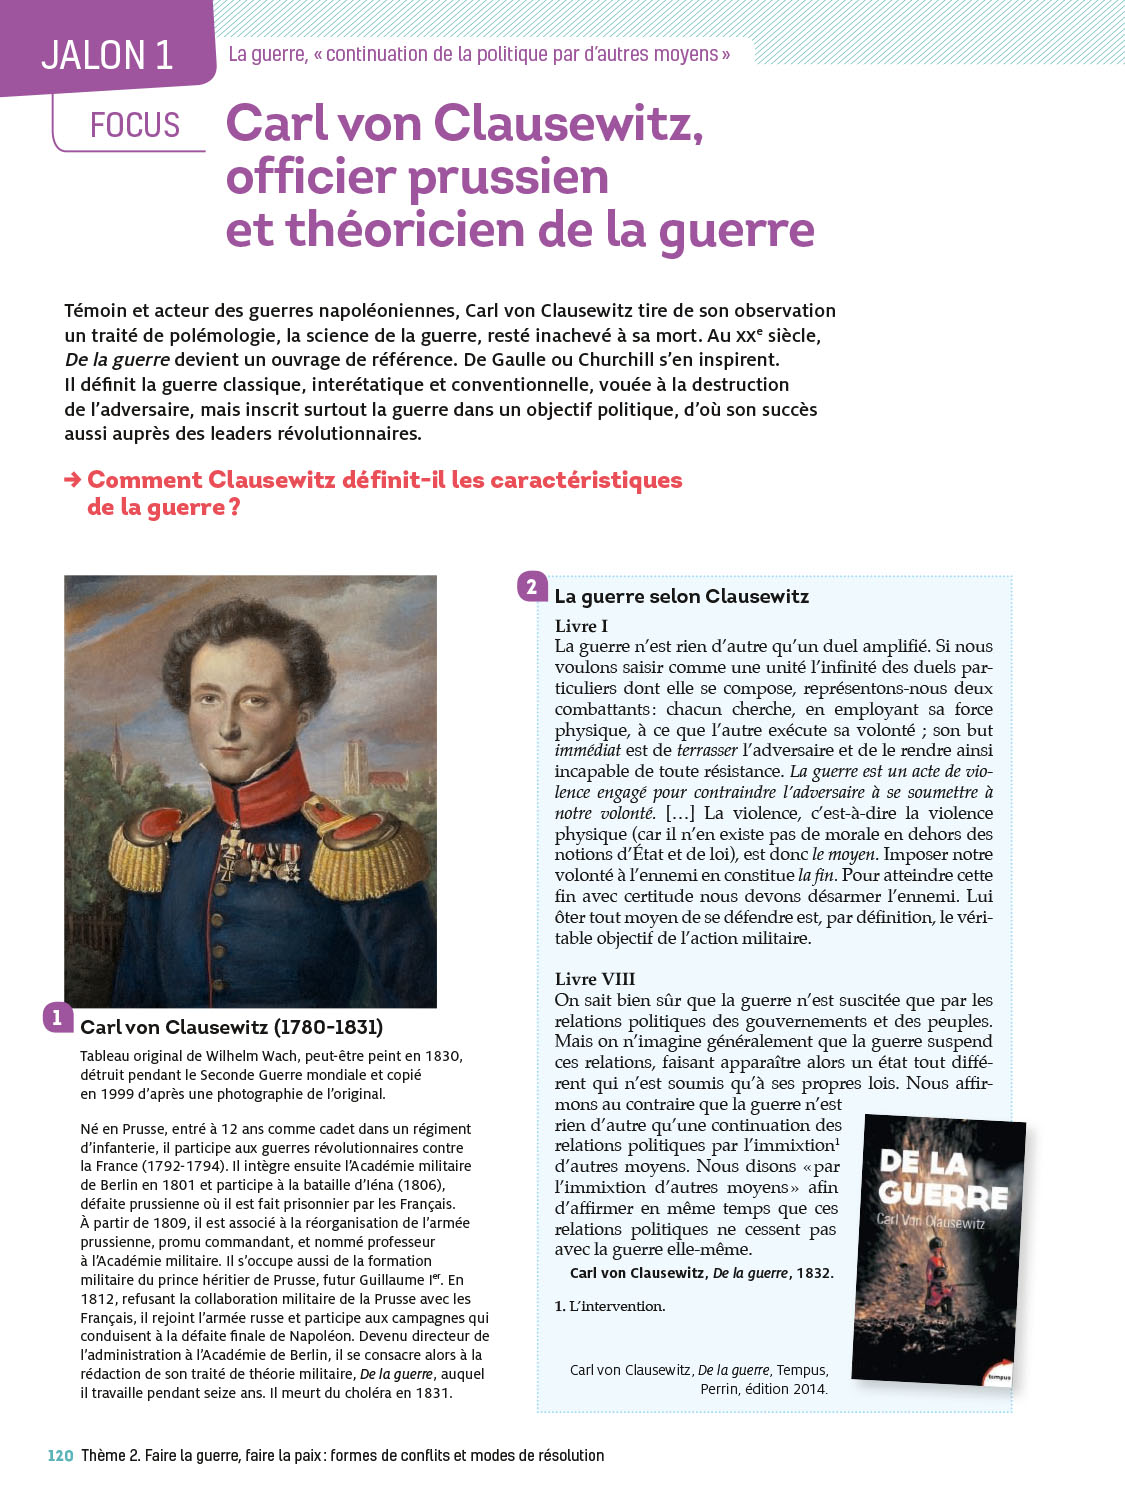 JALON 1
La guerre, « continuation de la politique par d’autres moyens »
FOCUS
Carl von Clausewitz,
officier prussien
et théoricien de la guerre
Témoin et acteur des guerres napoléoniennes, Carl von Clausewitz tire de son observation
un traité de polémologie, la science de la guerre, resté inachevé à sa mort. Au XXe siècle,
De la guerre devient un ouvrage de référence. De Gaulle ou Churchill s’en inspirent.
Il définit la guerre classique, interétatique et conventionnelle, vouée à la destruction
de l’adversaire, mais inscrit surtout la guerre dans un objectif politique, d’où son succès
aussi auprès des leaders révolutionnaires.
→ Comment Clausewitz définit-il les caractéristiques
de la guerre ?
1
Carl von Clausewitz (1780-1831)
Tableau original de Wilhelm Wach, peut-être peint en 1830,
détruit pendant le Seconde Guerre mondiale et copié
en 1999 d’après une photographie de l’original.
Né en Prusse, entré à 12 ans comme cadet dans un régiment
d’infanterie, il participe aux guerres révolutionnaires contre
la France (1792-1794). Il intègre ensuite l’Académie militaire
de Berlin en 1801 et participe à la bataille d’Iéna (1806),
défaite prussienne où il est fait prisonnier par les Français.
À partir de 1809, il est associé à la réorganisation de l’armée
prussienne, promu commandant, et nommé professeur
à l’Académie militaire. Il s’occupe aussi de la formation
militaire du prince héritier de Prusse, futur Guillaume Ier. En
1812, refusant la collaboration militaire de la Prusse avec les
Français, il rejoint l’armée russe et participe aux campagnes qui
conduisent à la défaite finale de Napoléon. Devenu directeur de
l’administration à l’Académie de Berlin, il se consacre alors à la
rédaction de son traité de théorie militaire, De la guerre, auquel
il travaille pendant seize ans. Il meurt du choléra en 1831.
2
La guerre selon Clausewitz
Livre I
La guerre n’est rien d’autre qu’un duel amplifié. Si nous
voulons saisir comme une unité l’infinité des duels par-
ticuliers dont elle se compose, représentons-nous deux
combattants : chacun cherche, en employant sa force
physique, à ce que l’autre exécute sa volonté ; son but
immédiat est de terrasser l’adversaire et de le rendre ainsi
incapable de toute résistance. La guerre est un acte de vio-
lence engagé pour contraindre l’adversaire à se soumettre à
notre volonté. […] La violence, c’est-à-dire la violence
physique (car il n’en existe pas de morale en dehors des
notions d’État et de loi), est donc le moyen. Imposer notre
volonté à l’ennemi en constitue la fin. Pour atteindre cette
fin avec certitude nous devons désarmer l’ennemi. Lui
ôter tout moyen de se défendre est, par définition, le véri-
table objectif de l’action militaire.
Livre VIII
On sait bien sûr que la guerre n’est suscitée que par les
relations politiques des gouvernements et des peuples.
Mais on n’imagine généralement que la guerre suspend
ces relations, faisant apparaître alors un état tout diffé-
rent qui n’est soumis qu’à ses propres lois. Nous affir-
mons au contraire que la guerre n’est
rien d’autre qu’une continuation des
relations politiques par l’immixtion1
d’autres moyens. Nous disons « par
l’immixtion d’autres moyens » afin
d’affirmer en même temps que ces
relations politiques ne cessent pas
avec la guerre elle-même.
Carl von Clausewitz, De la guerre, 1832.
1. L’intervention.
DE LA
GUERRE
Carl Von Clausewitz
tempus
Carl von Clausewitz, De la guerre, Tempus,
Perrin, édition 2014.
120 Thème 2. Faire la guerre, faire la paix : formes de conflits et modes de résolution